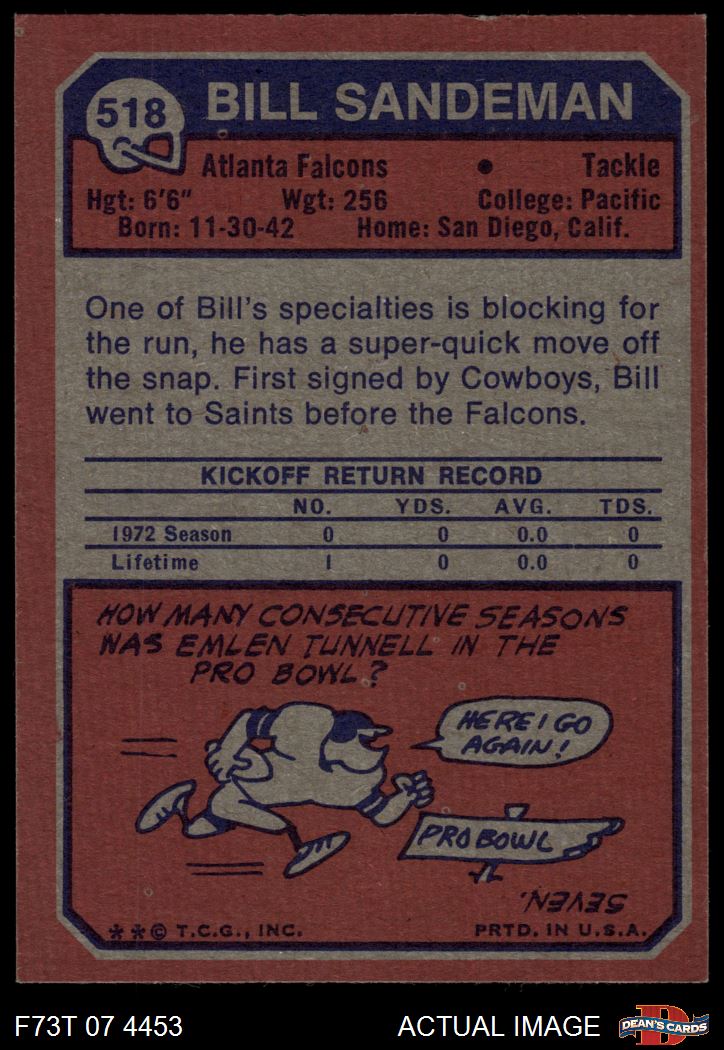 518
BILL SANDEMAN
Atlanta Falcons • Tackle
Hgt: 6'6" Wgt: 256 College: Pacific
Born: 11-30-42 Home: San Diego, Calif.
One of Bill's specialties is blocking for
the run, he has a super-quick move off
the snap. First signed by Cowboys, Bill
went to Saints before the Falcons.
KICKOFF RETURN RECORD
NO. YDS. AVG. TDS.
1972 Season 0 0 0.0 0
Lifetime 1 0 0.0 0
HOW MANY CONSECUTIVE SEASONS
WAS EMLEN TUNNELL IN THE
PRO BOWL?
HERE I GO
AGAIN!
PRO BOWL
SEVEN.
**© T.C.G., INC. PRTD. IN U.S.A.
F73T 07 4453 ACTUAL IMAGE
D
DEAN'S CARDS